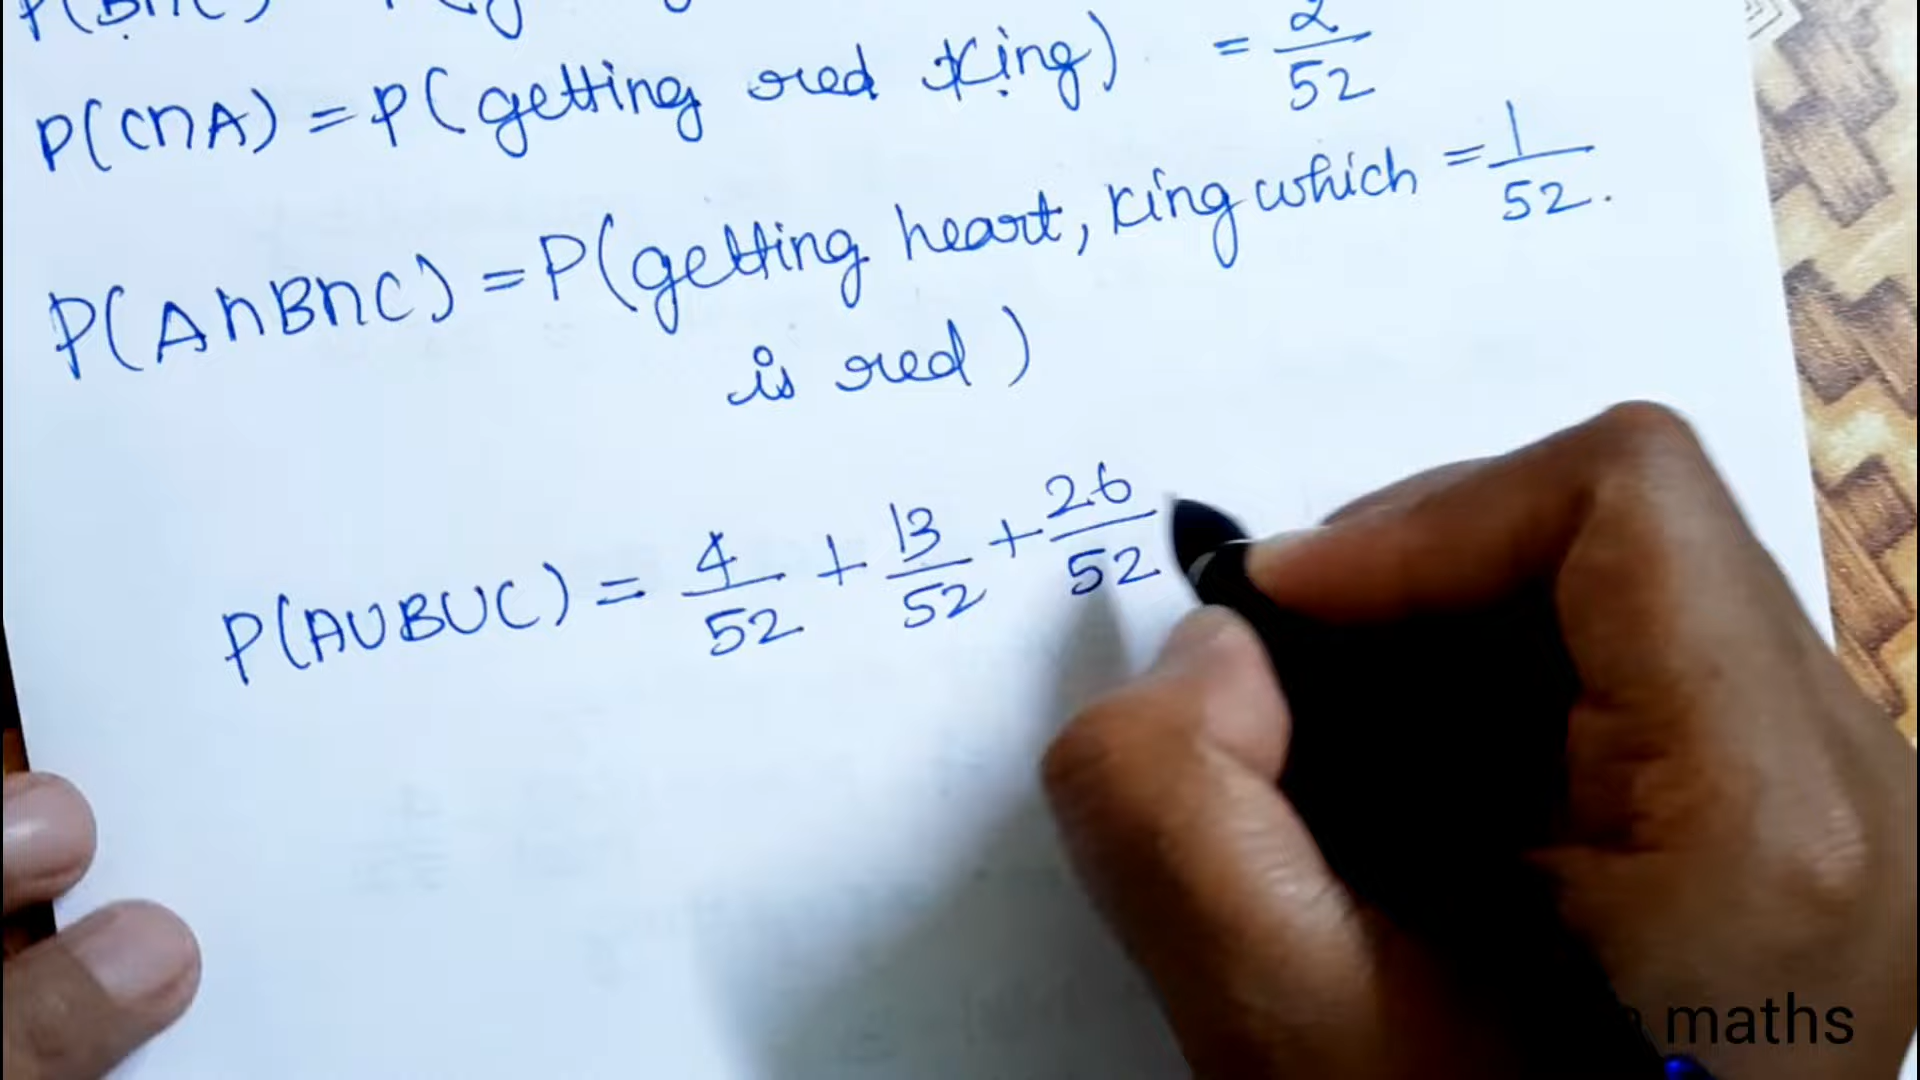 P(C∩A) = P(getting red King) = 2/52
P(A∩B∩C) = P(getting heart, King which = 1/52.
is red)
P(A∪B∪C) = 4/52 + 13/52 + 26/52
maths